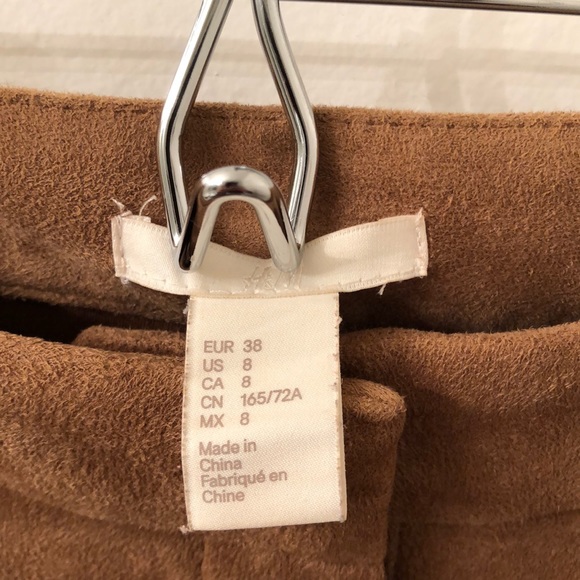 EUR 38
US 8
CA 8
CN 165/72A
MX 8
Made in
China
Fabriqué en
Chine